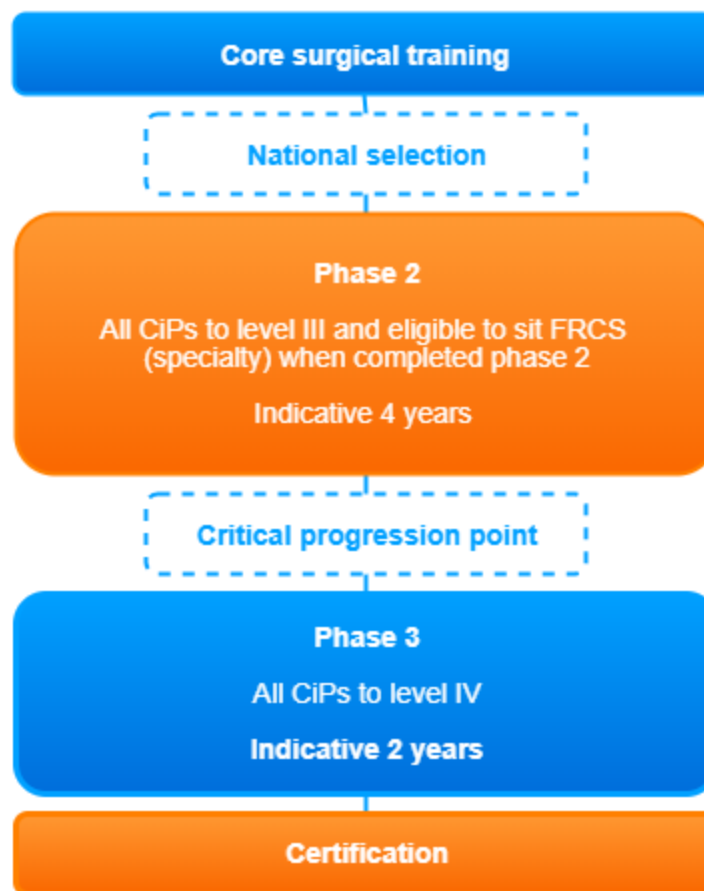 Core surgical training
National selection
Phase 2
All CiPs to level III and eligible to sit FRCS
(specialty) when completed phase 2
Indicative 4 years
Critical progression point
Phase 3
All CiPs to level IV
Indicative 2 years
Certification